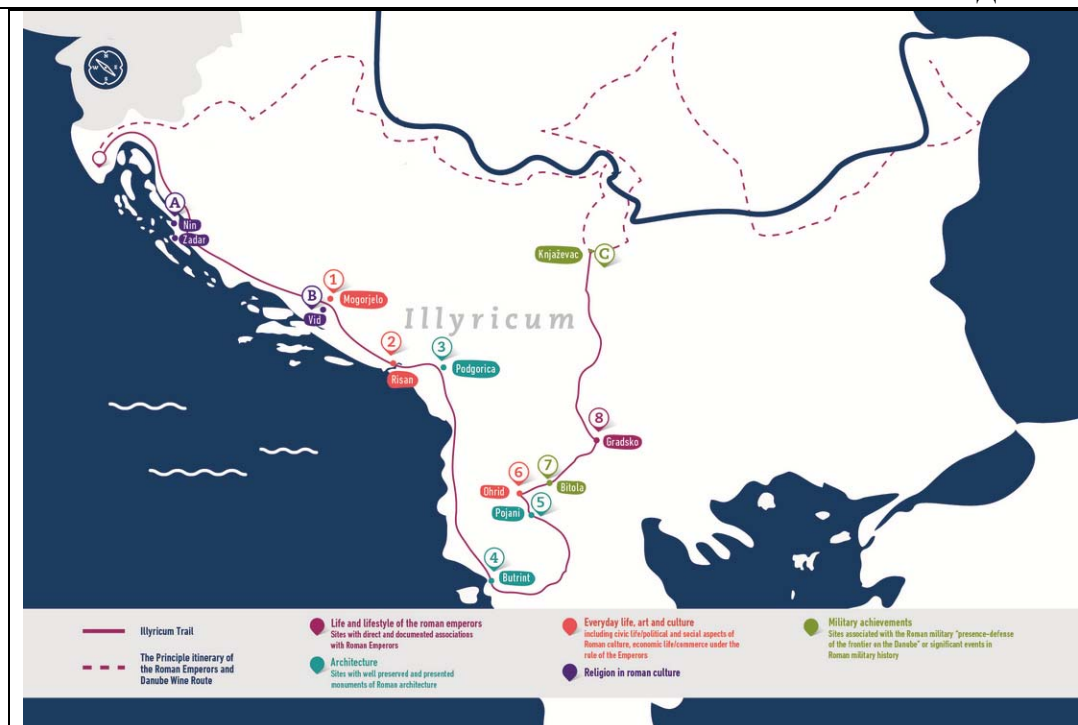 N
W
S
A
Nin
Zadar
1
Mogorjelo
B
Vid
Illyricum
2
Risan
3
Podgorica
Knjaževac
C
8
Gradsko
6
7
Ohrid
Bitola
5
Pojani
4
Butrint
Illyricum Trail
The Principle itinerary of
the Roman Emperors and
Danube Wine Route
Life and lifestyle of the roman emperors
Sites with direct and documented associations
with Roman Emperors
Architecture
Sites with well preserved and presented
monuments of Roman architecture
Everyday life, art and culture
including civic life/political and social aspects of
Roman culture, economic life/commerce under the
rule of the Emperors
Religion in roman culture
Military achievements
Sites associated with the Roman military "presence-defense
of the frontier on the Danube" or significant events in
Roman military history